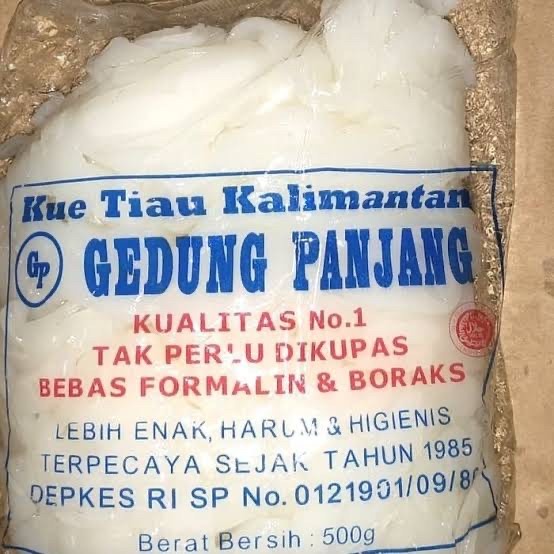 Kue Tiau Kalimantan
GP GEDUNG PANJANG
KUALITAS No.1
TAK PERLU DIKUPAS
BEBAS FORMALIN & BORAKS
LEBIH ENAK, HARUM & HIGIENIS
TERPECAYA SEJAK TAHUN 1985
DEPKES RI SP No. 0121901/09/8
Berat Bersih : 500g